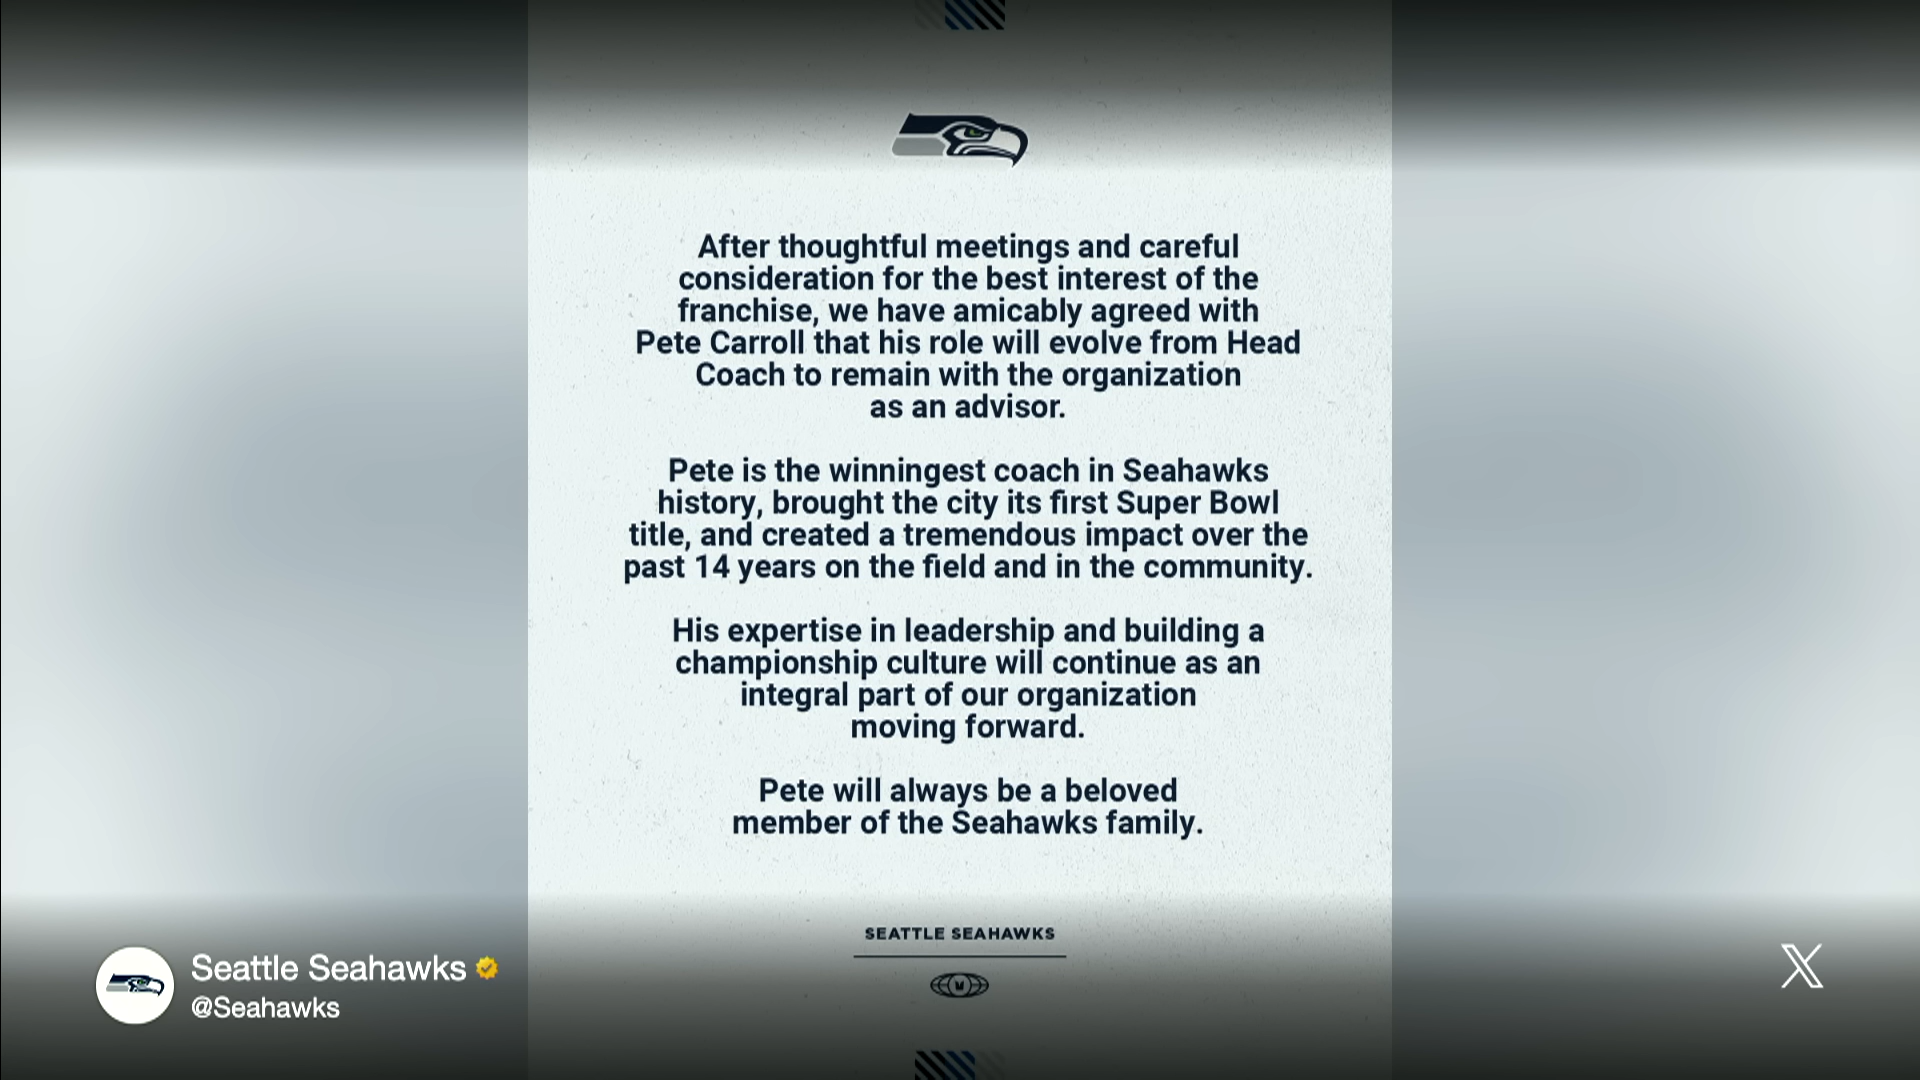 After thoughtful meetings and careful
consideration for the best interest of the
franchise, we have amicably agreed with
Pete Carroll that his role will evolve from Head
Coach to remain with the organization
as an advisor.
Pete is the winningest coach in Seahawks
history, brought the city its first Super Bowl
title, and created a tremendous impact over the
past 14 years on the field and in the community.
His expertise in leadership and building a
championship culture will continue as an
integral part of our organization
moving forward.
Pete will always be a beloved
member of the Seahawks family.
SEATTLE SEAHAWKS
Seattle Seahawks
@Seahawks